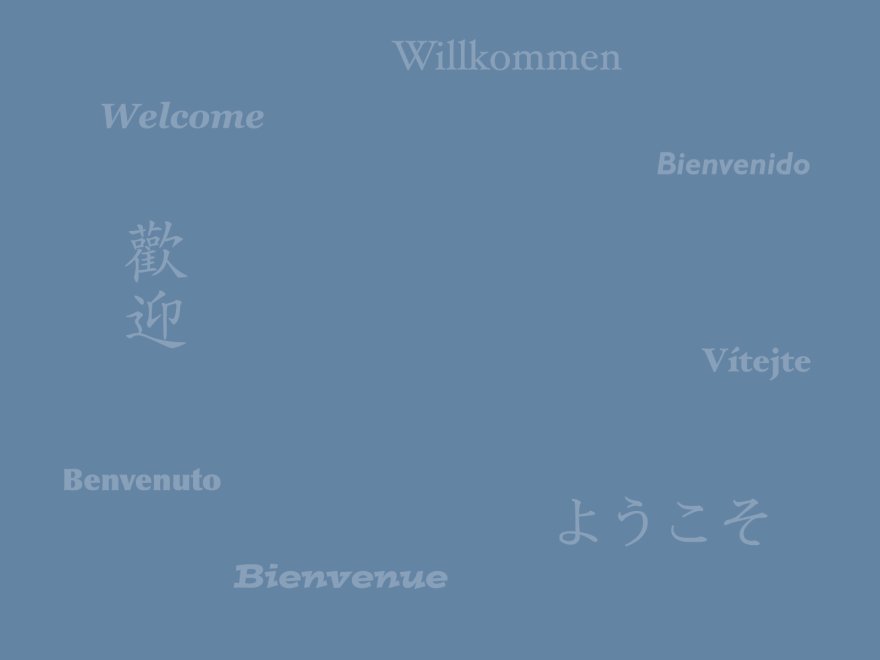 Willkommen
Welcome
Bienvenido
歡迎
Vítejte
Benvenuto
ようこそ
Bienvenue